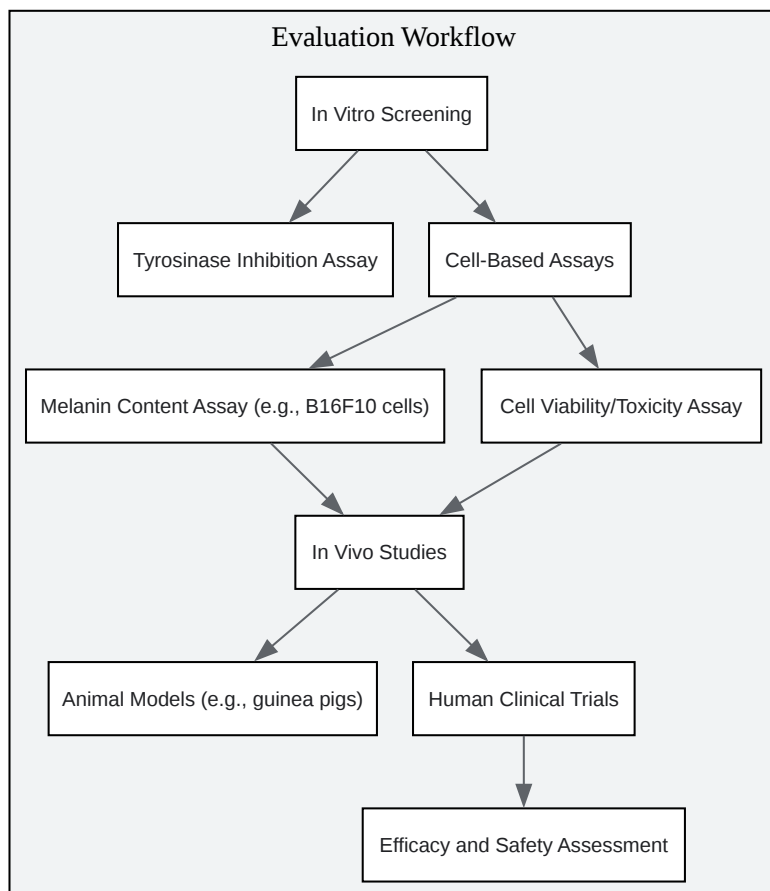 Evaluation Workflow
In Vitro Screening
Tyrosinase Inhibition Assay
Cell-Based Assays
Melanin Content Assay (e.g., B16F10 cells)
Cell Viability/Toxicity Assay
In Vivo Studies
Animal Models (e.g., guinea pigs)
Human Clinical Trials
Efficacy and Safety Assessment